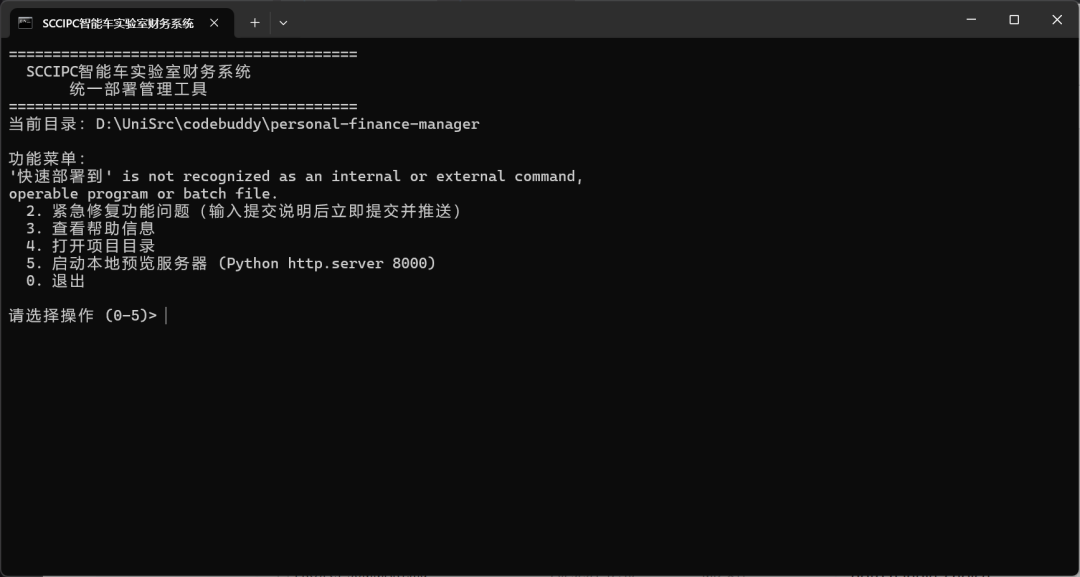 SCCIPC智能车实验室财务系统
========================================
SCCIPC智能车实验室财务系统
统一部署管理工具
========================================
当前目录: D:\UniSrc\codebuddy\personal-finance-manager
功能菜单:
'快速部署到' is not recognized as an internal or external command,
operable program or batch file.
2. 紧急修复功能问题 (输入提交说明后立即提交并推送)
3. 查看帮助信息
4. 打开项目目录
5. 启动本地预览服务器 (Python http.server 8000)
0. 退出
请选择操作 (0-5)>